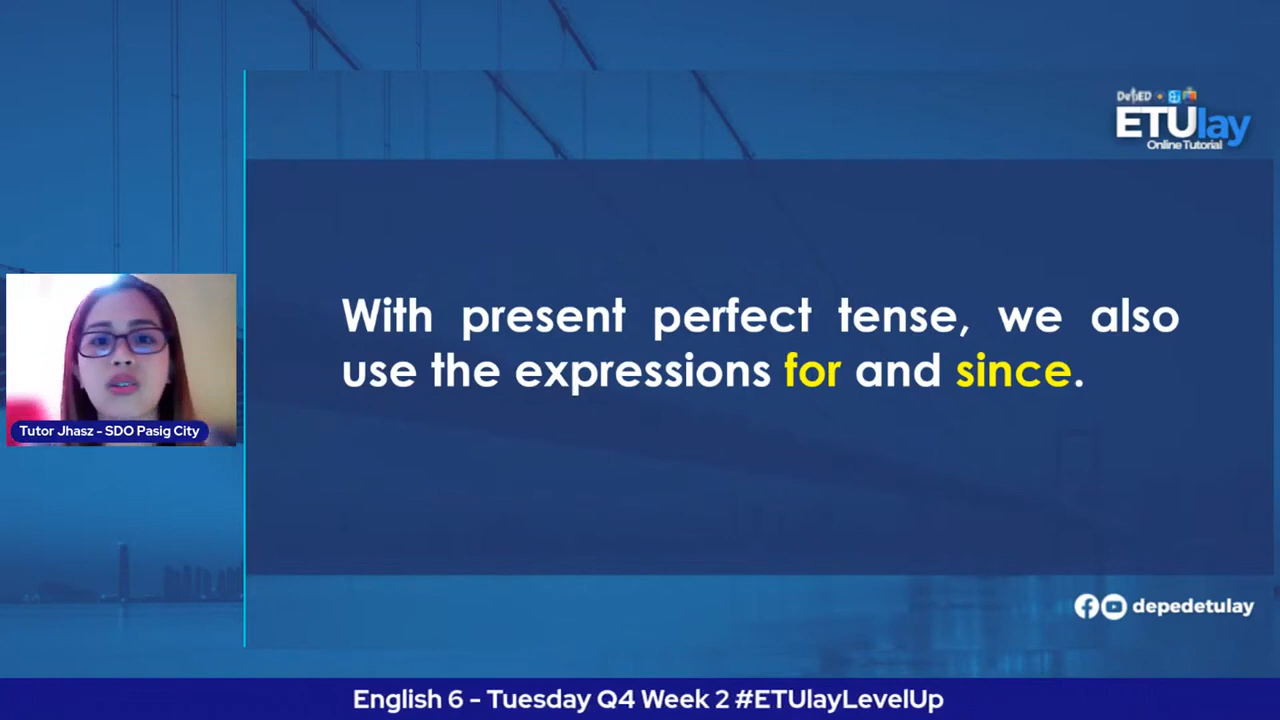 DepED
ETUlay
Online Tutorial
With present perfect tense, we also
use the expressions for and since.
Tutor Jhasz - SDO Pasig City
depedetulay
English 6 - Tuesday Q4 Week 2 #ETUlayLevelUp